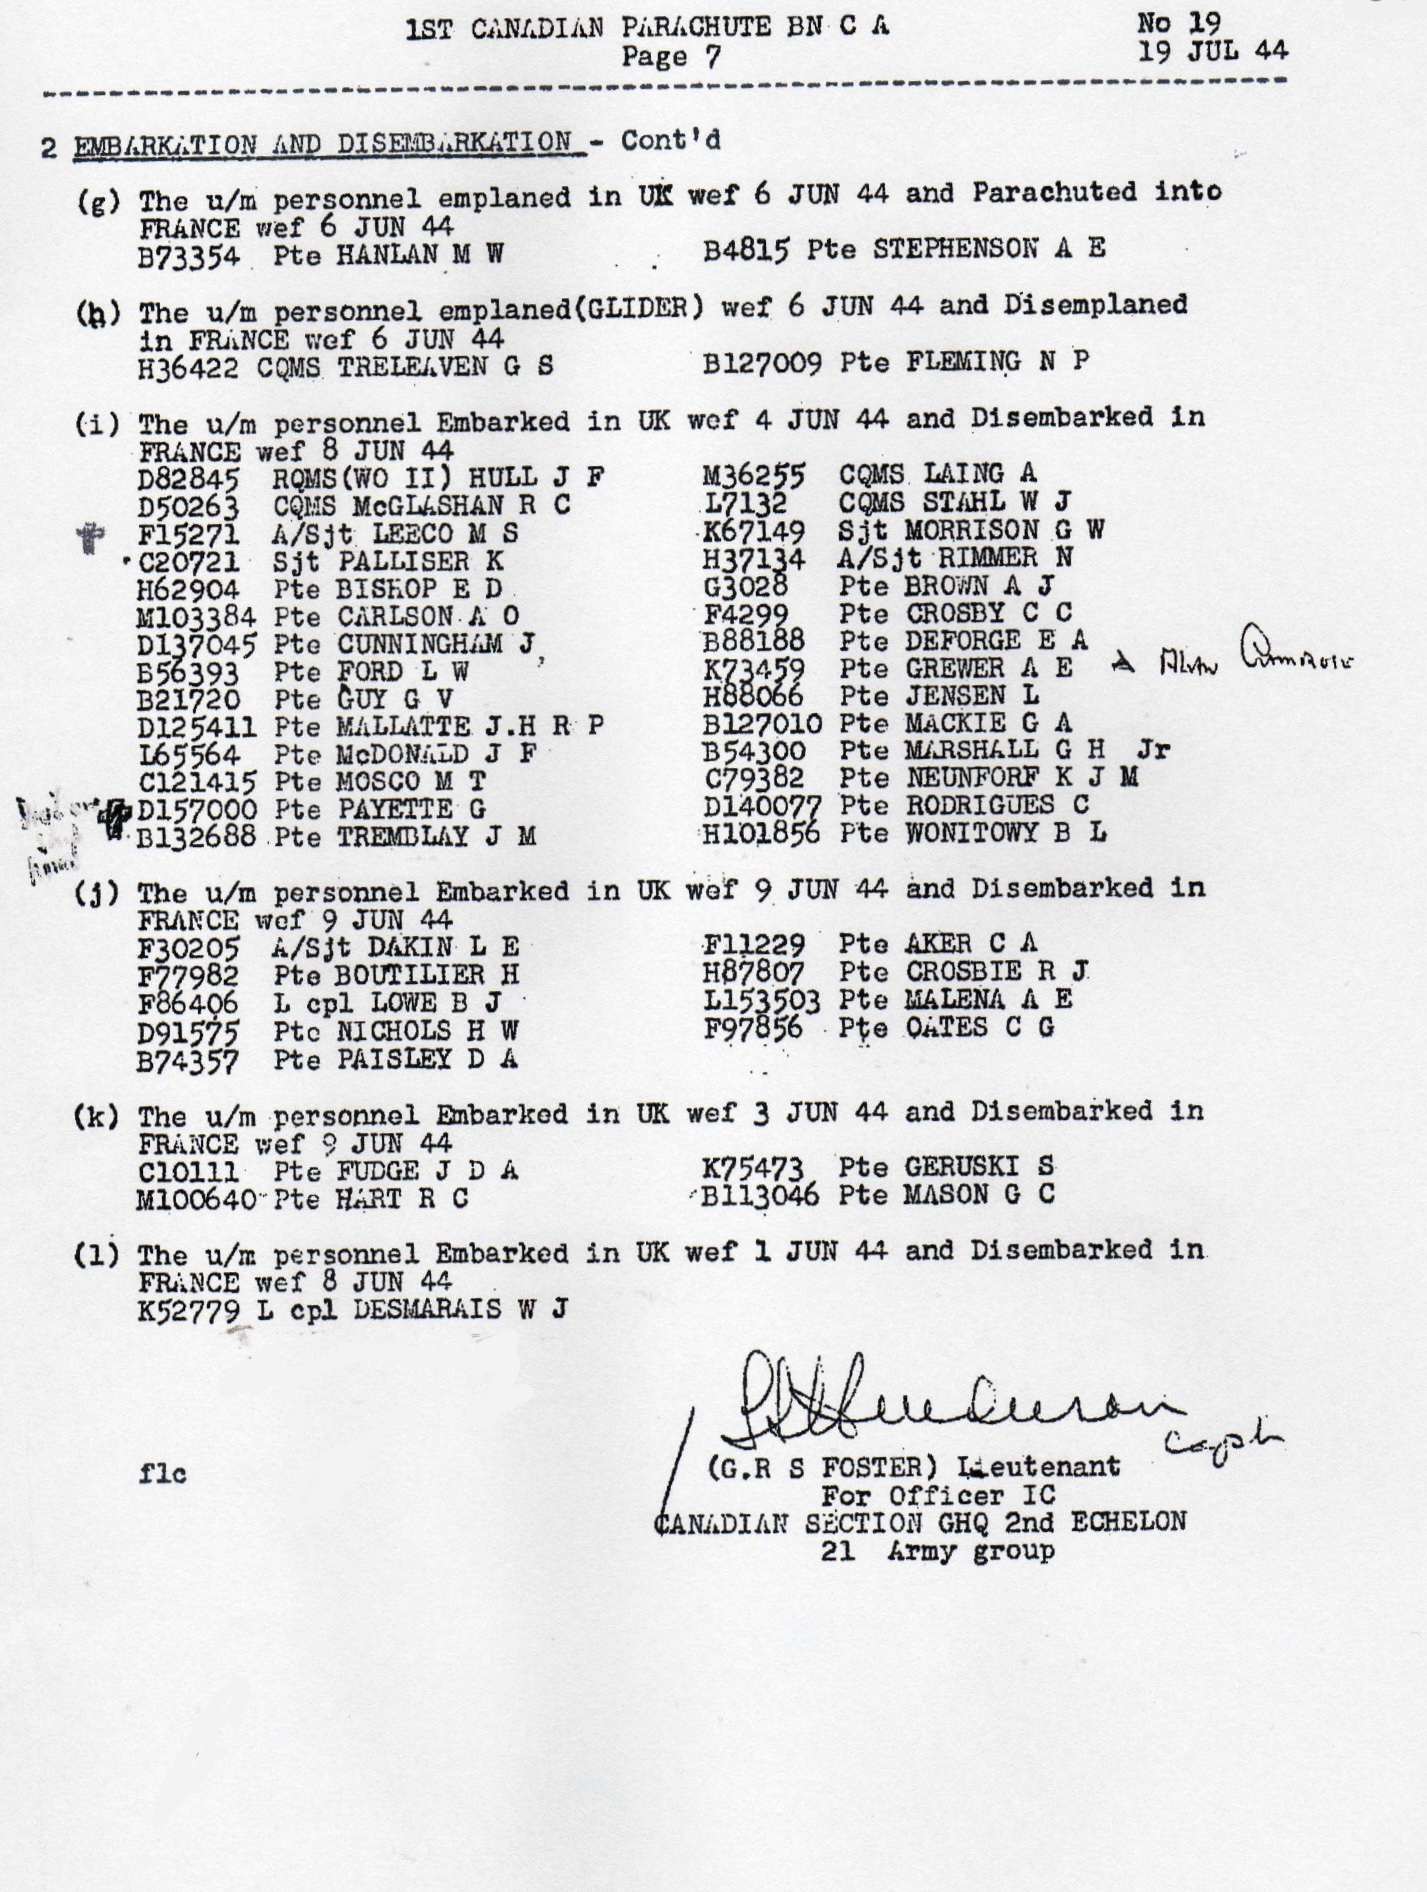 1ST CANADIAN PARACHUTE BN C A No 19
Page 7 19 JUL 44
2 EMBARKATION AND DISEMBARKATION - Cont'd
(g) The u/m personnel emplaned in UK wef 6 JUN 44 and Parachuted into
FRANCE wef 6 JUN 44
B73354 Pte HANLAN M W B4815 Pte STEPHENSON A E
(h) The u/m personnel emplaned(GLIDER) wef 6 JUN 44 and Disemplaned
in FRANCE wef 6 JUN 44
H36422 CQMS TRELEAVEN G S B127009 Pte FLEMING N P
(i) The u/m personnel Embarked in UK wef 4 JUN 44 and Disembarked in
FRANCE wef 8 JUN 44
D82845 RQMS(WO II) HULL J F M36255 CQMS LAING A
D50263 CQMS McGLASHAN R C L7132 CQMS STAHL W J
F15271 A/Sjt LEECO M S K67149 Sjt MORRISON G W
C20721 Sjt PALLISER K H37134 A/Sjt RIMMER N
H62904 Pte BISHOP E D G3028 Pte BROWN A J
M103384 Pte CARLSON A O F4299 Pte CROSBY C C
D137045 Pte CUNNINGHAM J B88188 Pte DEFORGE E A
B56393 Pte FORD L W K73459 Pte GREWER A E
B21720 Pte GUY G V H88066 Pte JENSEN L
D125411 Pte MALLATTE J.H R P B127010 Pte MACKIE G A
L65564 Pte McDONALD J F B54300 Pte MARSHALL G H Jr
C121415 Pte MOSCO M T C79382 Pte NEUNFORF K J M
D157000 Pte PAYETTE G D140077 Pte RODRIGUES C
B132688 Pte TREMBLAY J M H101856 Pte WONITOWY B L
(j) The u/m personnel Embarked in UK wef 9 JUN 44 and Disembarked in
FRANCE wef 9 JUN 44
F30205 A/Sjt DAKIN L E F11229 Pte AKER C A
F77982 Pte BOUTILIER H H87807 Pte CROSBIE R J
F86406 L cpl LOWE B J L153503 Pte MALENA A E
D91575 Pte NICHOLS H W F97856 Pte OATES C G
B74357 Pte PAISLEY D A
(k) The u/m personnel Embarked in UK wef 3 JUN 44 and Disembarked in
FRANCE wef 9 JUN 44
C10111 Pte FUDGE J D A K75473 Pte GERUSKI S
M100640 Pte HART R C B113046 Pte MASON G C
(l) The u/m personnel Embarked in UK wef 1 JUN 44 and Disembarked in
FRANCE wef 8 JUN 44
K52779 L cpl DESMARAIS W J
Henderson
Capt
flc (G.R S FOSTER) Lieutenant
For Officer IC
CANADIAN SECTION GHQ 2nd ECHELON
21 Army group